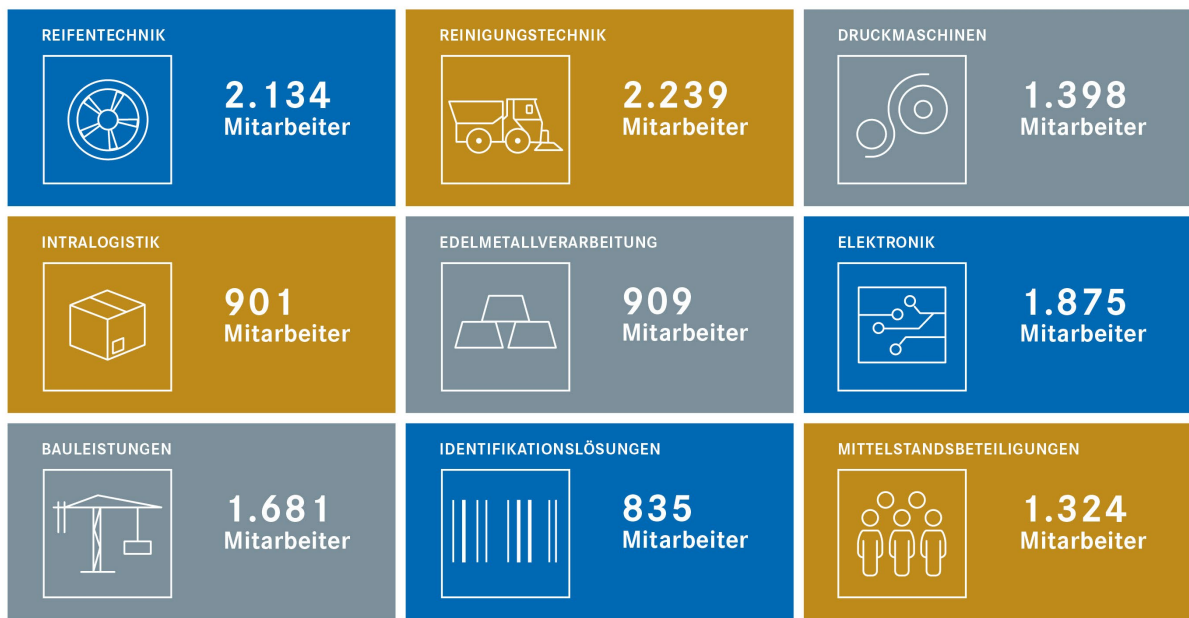 REIFENTECHNIK
2.134
Mitarbeiter
REINIGUNGSTECHNIK
2.239
Mitarbeiter
DRUCKMASCHINEN
1.398
Mitarbeiter
INTRALOGISTIK
901
Mitarbeiter
EDELMETALLVERARBEITUNG
909
Mitarbeiter
ELEKTRONIK
1.875
Mitarbeiter
BAULEISTUNGEN
1.681
Mitarbeiter
IDENTIFIKATIONSLÖSUNGEN
835
Mitarbeiter
MITTELSTANDSBETEILIGUNGEN
1.324
Mitarbeiter